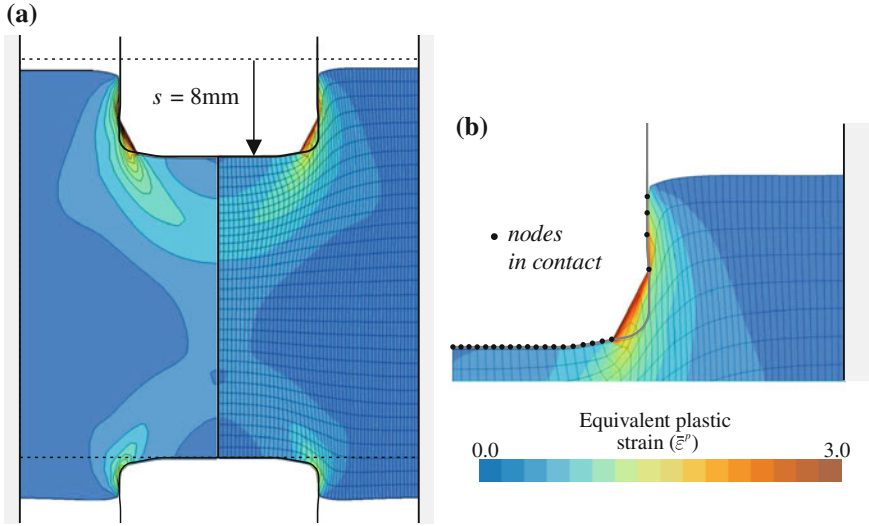 (a)
s = 8mm
(b)
• nodes
in contact
Equivalent plastic
strain (ε̄ᵖ)
0.0
3.0